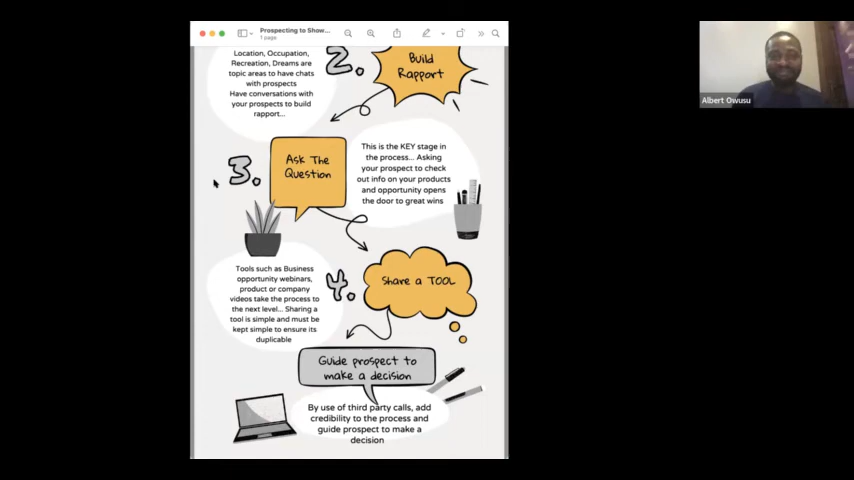 Prospecting to Show...
1 page
Location, Occupation,
Recreation, Dreams are
topic areas to have chats
with prospects
Have conversations with
your prospects to build
rapport...
2.
Build
Rapport
3.
Ask The
Question
This is the KEY stage in
the process... Asking
your prospect to check
out info on your products
and opportunity opens
the door to great wins
Tools such as Business
opportunity webinars,
product or company
videos take the process to
the next level... Sharing a
tool is simple and must be
kept simple to ensure its
duplicable
4.
Share a TOOL
Guide prospect to
make a decision
By use of third party calls, add
credibility to the process and
guide prospect to make a
decision
Albert Owusu